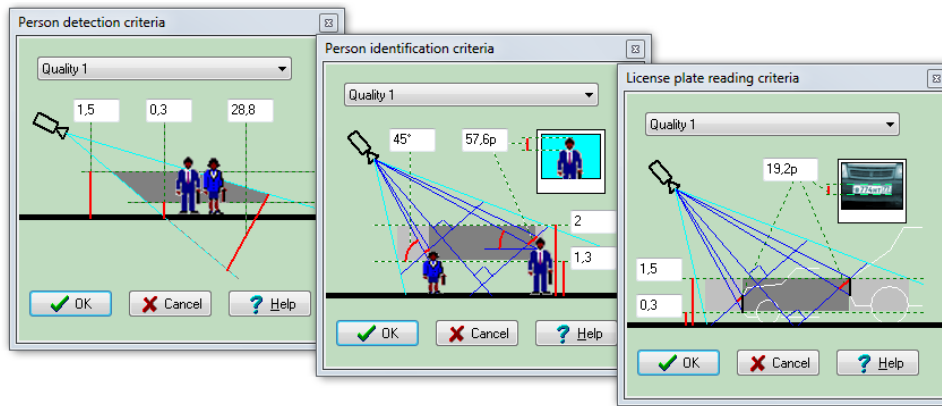 Person detection criteria
Quality 1
1,5
0,3
28,8
OK
Cancel
Help
Person identification criteria
Quality 1
45°
57,6p
2
1,3
OK
Cancel
Help
License plate reading criteria
Quality 1
19,2p
1,5
0,3
OK
Cancel
Help